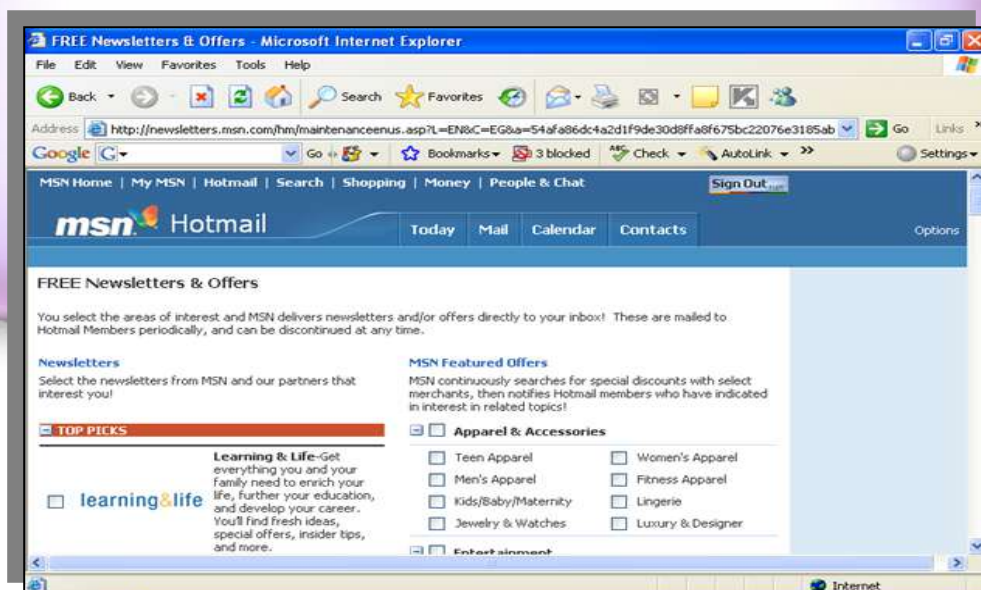 FREE Newsletters & Offers - Microsoft Internet Explorer
File Edit View Favorites Tools Help
Back Search Favorites
Address http://newsletters.msn.com/hm/maintenanceenus.asp?L=EN&C=EG&a=54afa86dc4a2d1f9de30d8ffa8f675bc22076e3185ab Go Links »
Google G Go Bookmarks 3 blocked ABC Check AutoLink » Settings
MSN Home | My MSN | Hotmail | Search | Shopping | Money | People & Chat Sign Out
msn Hotmail Today Mail Calendar Contacts Options
FREE Newsletters & Offers
You select the areas of interest and MSN delivers newsletters and/or offers directly to your inbox! These are mailed to
Hotmail Members periodically, and can be discontinued at any time.
Newsletters
Select the newsletters from MSN and our partners that
interest you!
TOP PICKS
learning&life
Learning & Life-Get
everything you and your
family need to enrich your
life, further your education,
and develop your career.
You'll find fresh ideas,
special offers, insider tips,
and more.
MSN Featured Offers
MSN continuously searches for special discounts with select
merchants, then notifies Hotmail members who have indicated
in interest in related topics!
Apparel & Accessories
Teen Apparel Women's Apparel
Men's Apparel Fitness Apparel
Kids/Baby/Maternity Lingerie
Jewelry & Watches Luxury & Designer
Entertainment
Internet